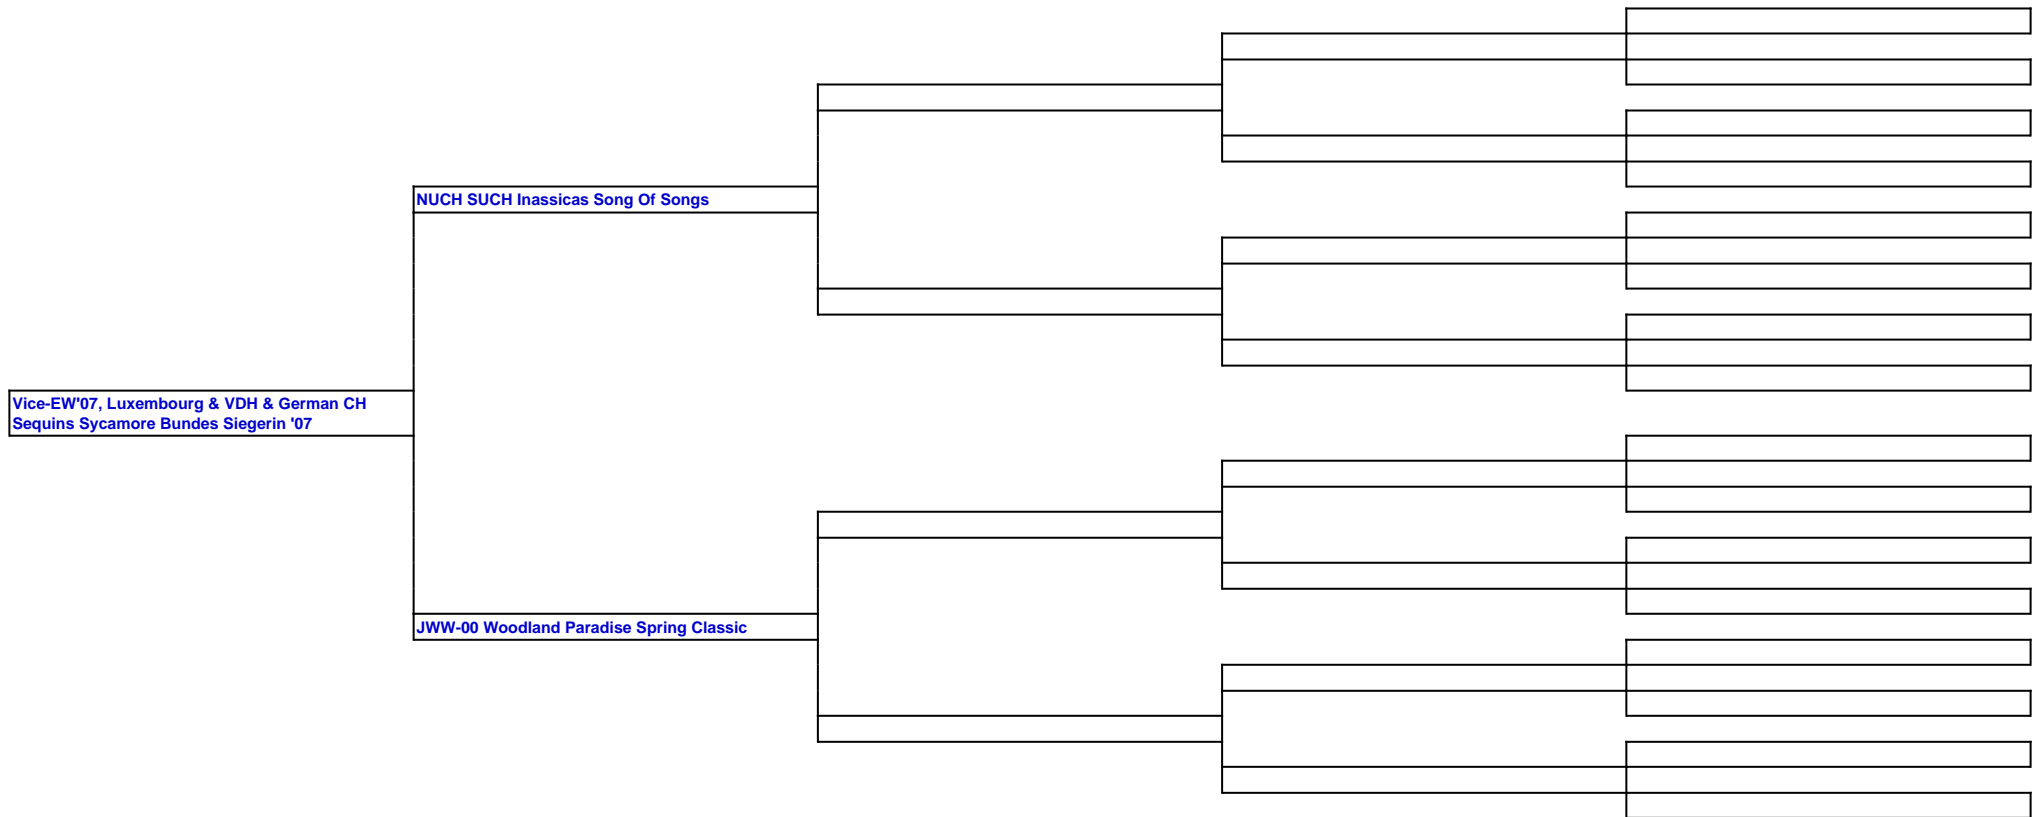 NUCH SUCH Inassicas Song Of Songs
Vice-EW'07, Luxembourg & VDH & German CH
Sequins Sycamore Bundes Siegerin '07
JWW-00 Woodland Paradise Spring Classic